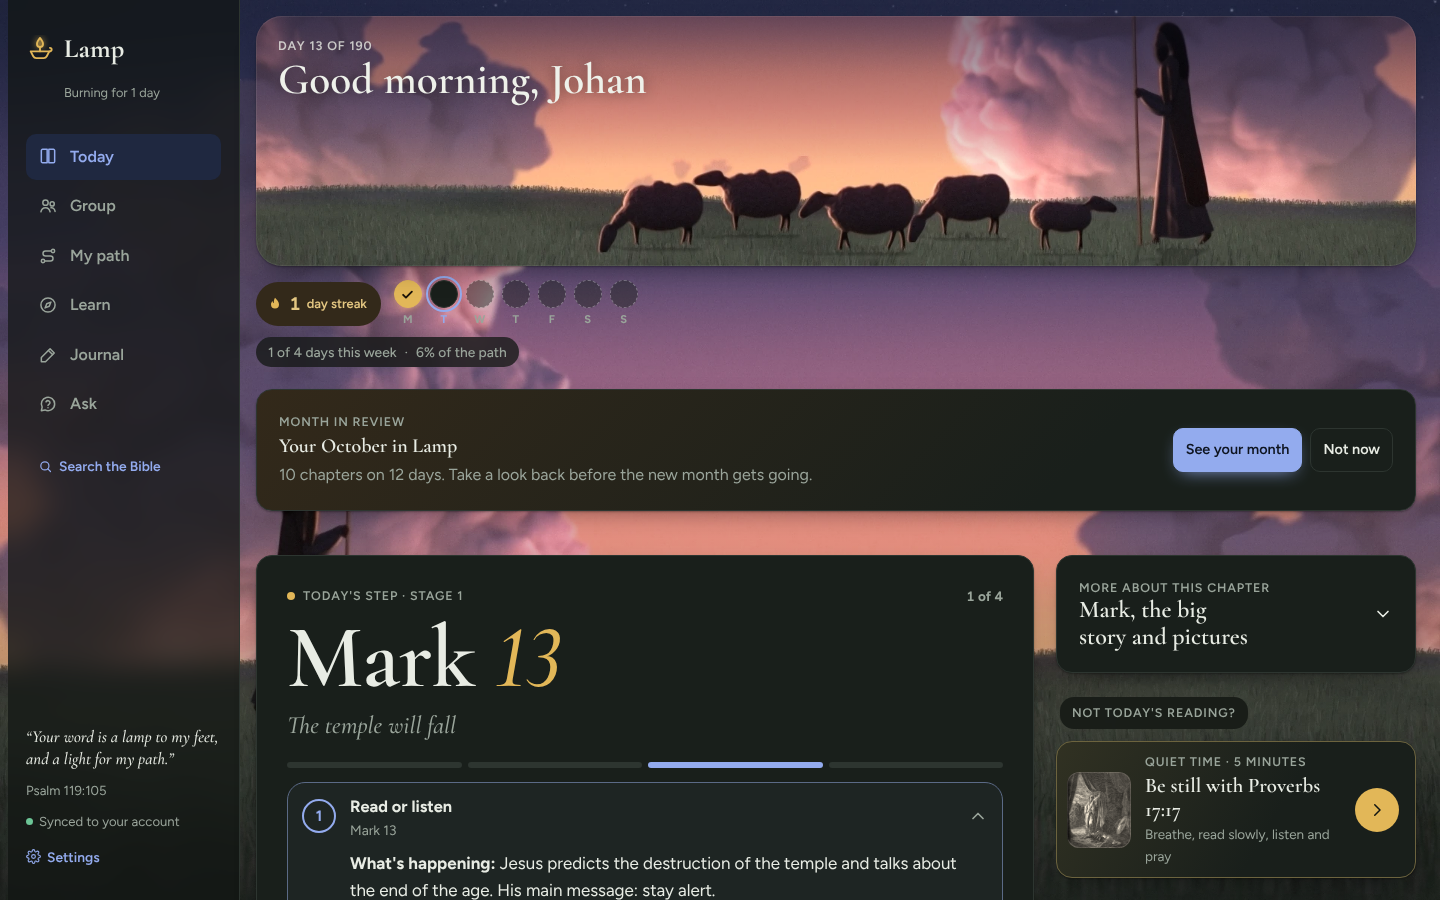 Lamp
Burning for 1 day
Today
Group
My path
Learn
Journal
Ask
Search the Bible
“Your word is a lamp to my feet,
and a light for my path.”
Psalm 119:105
Synced to your account
Settings
DAY 13 OF 190
Good morning, Johan
1 day streak
M T T F S S
1 of 4 days this week · 6% of the path
MONTH IN REVIEW
Your October in Lamp
10 chapters on 12 days. Take a look back before the new month gets going.
See your month
Not now
TODAY'S STEP · STAGE 1
1 of 4
Mark 13
The temple will fall
1
Read or listen
Mark 13
What's happening: Jesus predicts the destruction of the temple and talks about
the end of the age. His main message: stay alert.
MORE ABOUT THIS CHAPTER
Mark, the big
story and pictures
NOT TODAY'S READING?
QUIET TIME · 5 MINUTES
Be still with Proverbs
17:17
Breathe, read slowly, listen and
pray